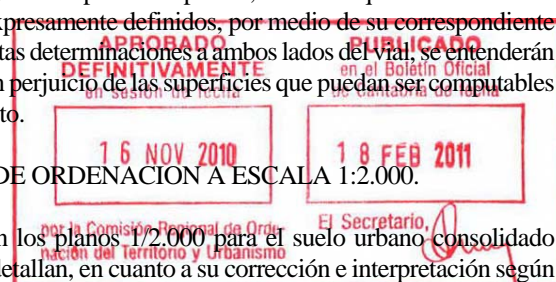 expresamente definidos, por medio de su correspondiente
tas determinaciones a ambos lados del vial, se entenderán
perjuicio de las superficies que puedan ser computables
to.
DE ORDENACION A ESCALA 1:2.000.
los planos 1/2.000 para el suelo urbano consolidado
detallan, en cuanto a su corrección e interpretación según
APROBADO
DEFINITIVAMENTE
en sesión de fecha
16 NOV 2010
por la Comisión Regional de Orde-
nación del Territorio y Urbanismo
PUBLICADO
en el Boletín Oficial
de Cantabria de fecha
18 FEB 2011
El Secretario,